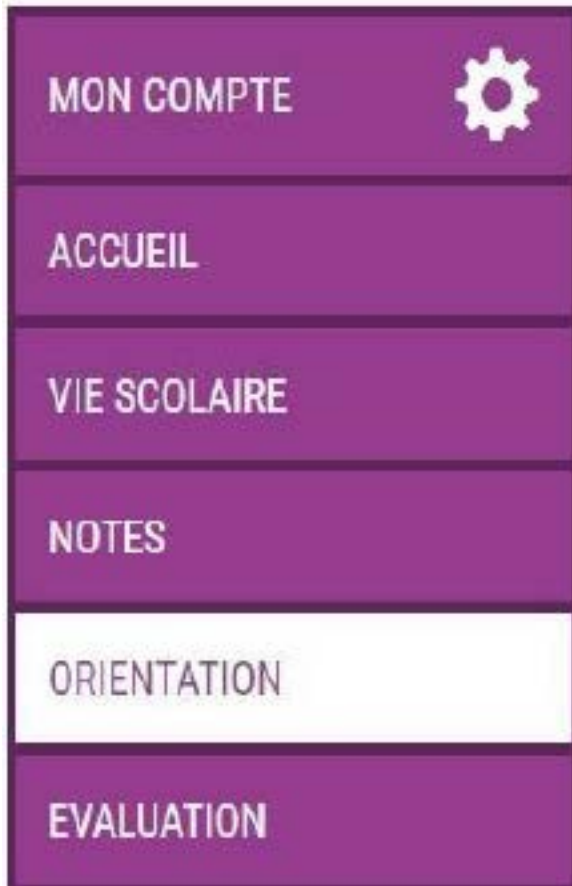 MON COMPTE
ACCUEIL
VIE SCOLAIRE
NOTES
ORIENTATION
EVALUATION